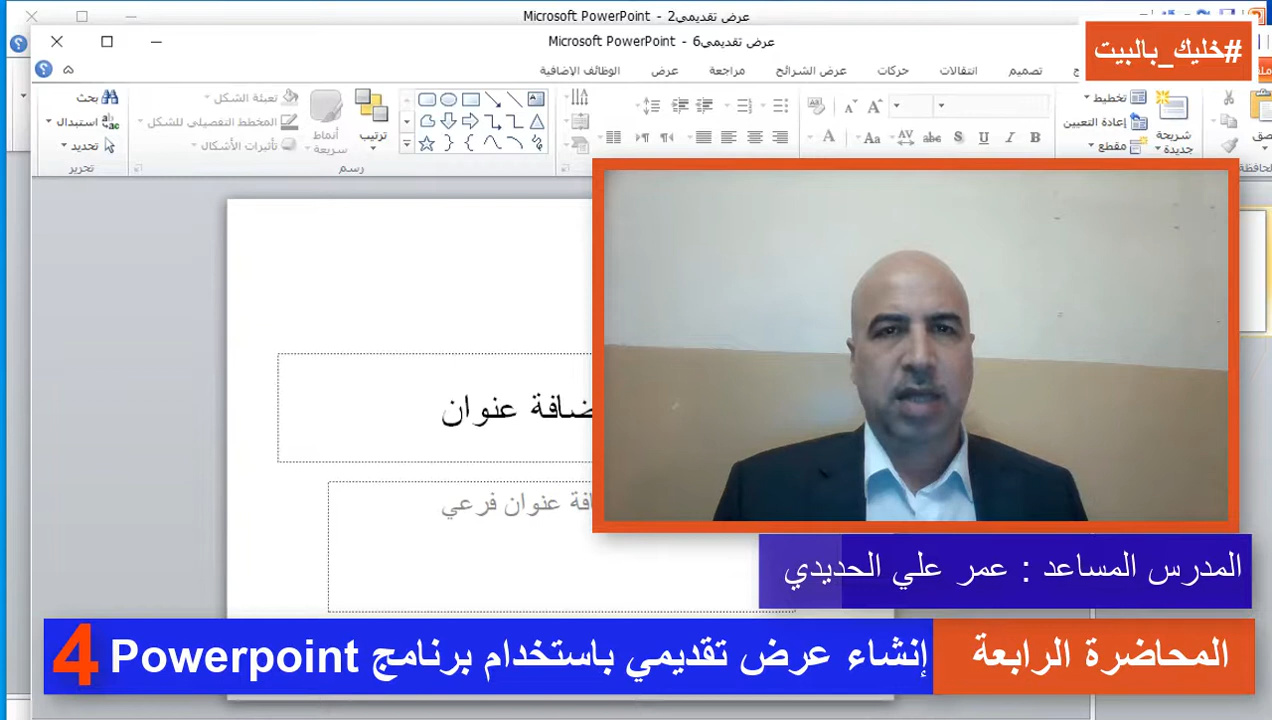 عرض تقديمي2 - Microsoft PowerPoint
عرض تقديمي6 - Microsoft PowerPoint
#خليك_بالبيت
تصميم انتقالات حركات عرض الشرائح مراجعة عرض الوظائف الإضافية
تخطيط
إعادة التعيين
مقطع
شريحة
جديدة
ترتيب
أنماط
سريعة
تعبئة الشكل
المخطط التفصيلي للشكل
تأثيرات الأشكال
بحث
استبدال
تحديد
رسم
تحرير
عنوان
عنوان فرعي
المدرس المساعد : عمر علي الحديدي
المحاضرة الرابعة
إنشاء عرض تقديمي باستخدام برنامج Powerpoint 4